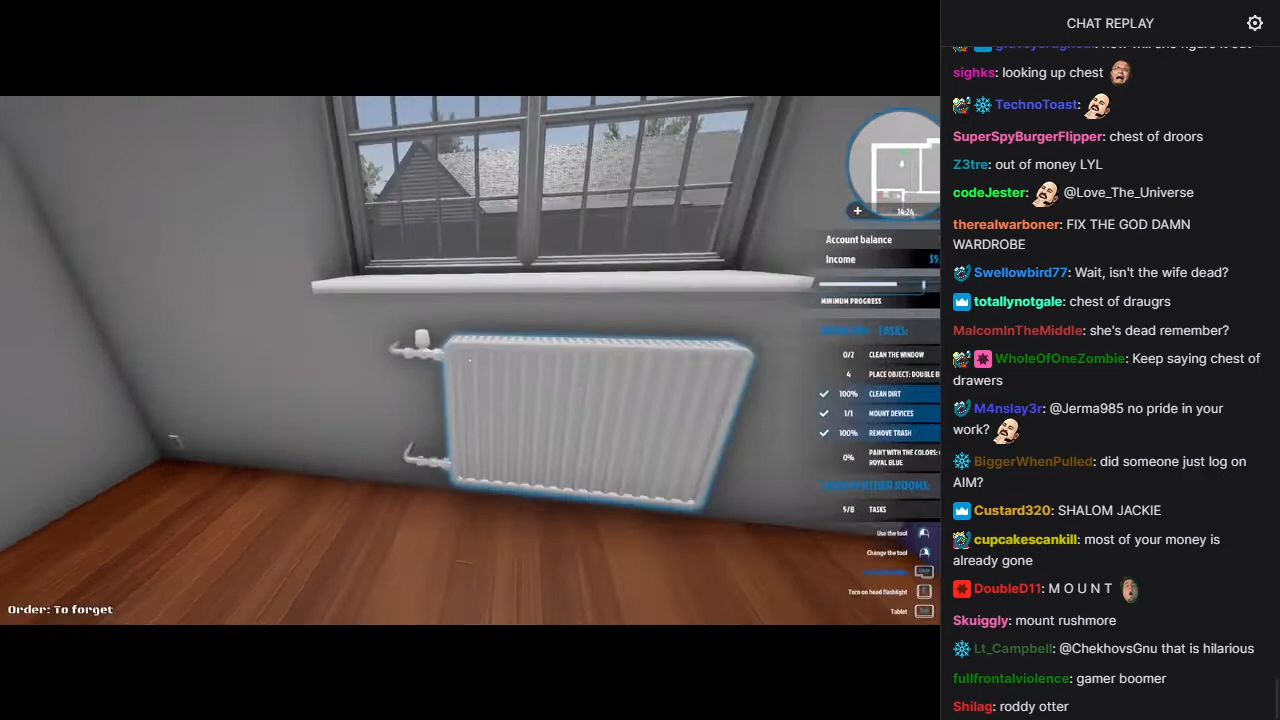 14:24
Account balance
Income
MINIMUM PROGRESS
TASKS:
0/2 CLEAN THE WINDOW
4 PLACE OBJECT: DOUBLE B
100% CLEAN DIRT
1/1 MOUNT DEVICES
100% REMOVE TRASH
0% PAINT WITH THE COLORS:
ROYAL BLUE
ROOMS:
5/8 TASKS
Use the tool
Change the tool
Turn on head flashlight
Tablet
Order: To forget
CHAT REPLAY
sighks: looking up chest
TechnoToast:
SuperSpyBurgerFlipper: chest of droors
Z3tre: out of money LYL
codeJester: @Love_The_Universe
therealwarboner: FIX THE GOD DAMN
WARDROBE
Swellowbird77: Wait, isn't the wife dead?
totallynotgale: chest of draugrs
MalcomInTheMiddle: she's dead remember?
WholeOfOneZombie: Keep saying chest of
drawers
M4nslay3r: @Jerma985 no pride in your
work?
BiggerWhenPulled: did someone just log on
AIM?
Custard320: SHALOM JACKIE
cupcakescankill: most of your money is
already gone
DoubleD11: M O U N T
Skuiggly: mount rushmore
Lt_Campbell: @ChekhovsGnu that is hilarious
fullfrontalviolence: gamer boomer
Shilag: roddy otter